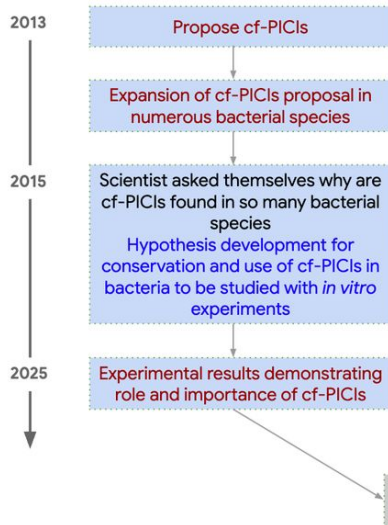 2013
Propose cf-PICIs
Expansion of cf-PICIs proposal in
numerous bacterial species
2015
Scientist asked themselves why are
cf-PICIs found in so many bacterial
species
Hypothesis development for
conservation and use of cf-PICIs in
bacteria to be studied with in vitro
experiments
2025
Experimental results demonstrating
role and importance of cf-PICIs